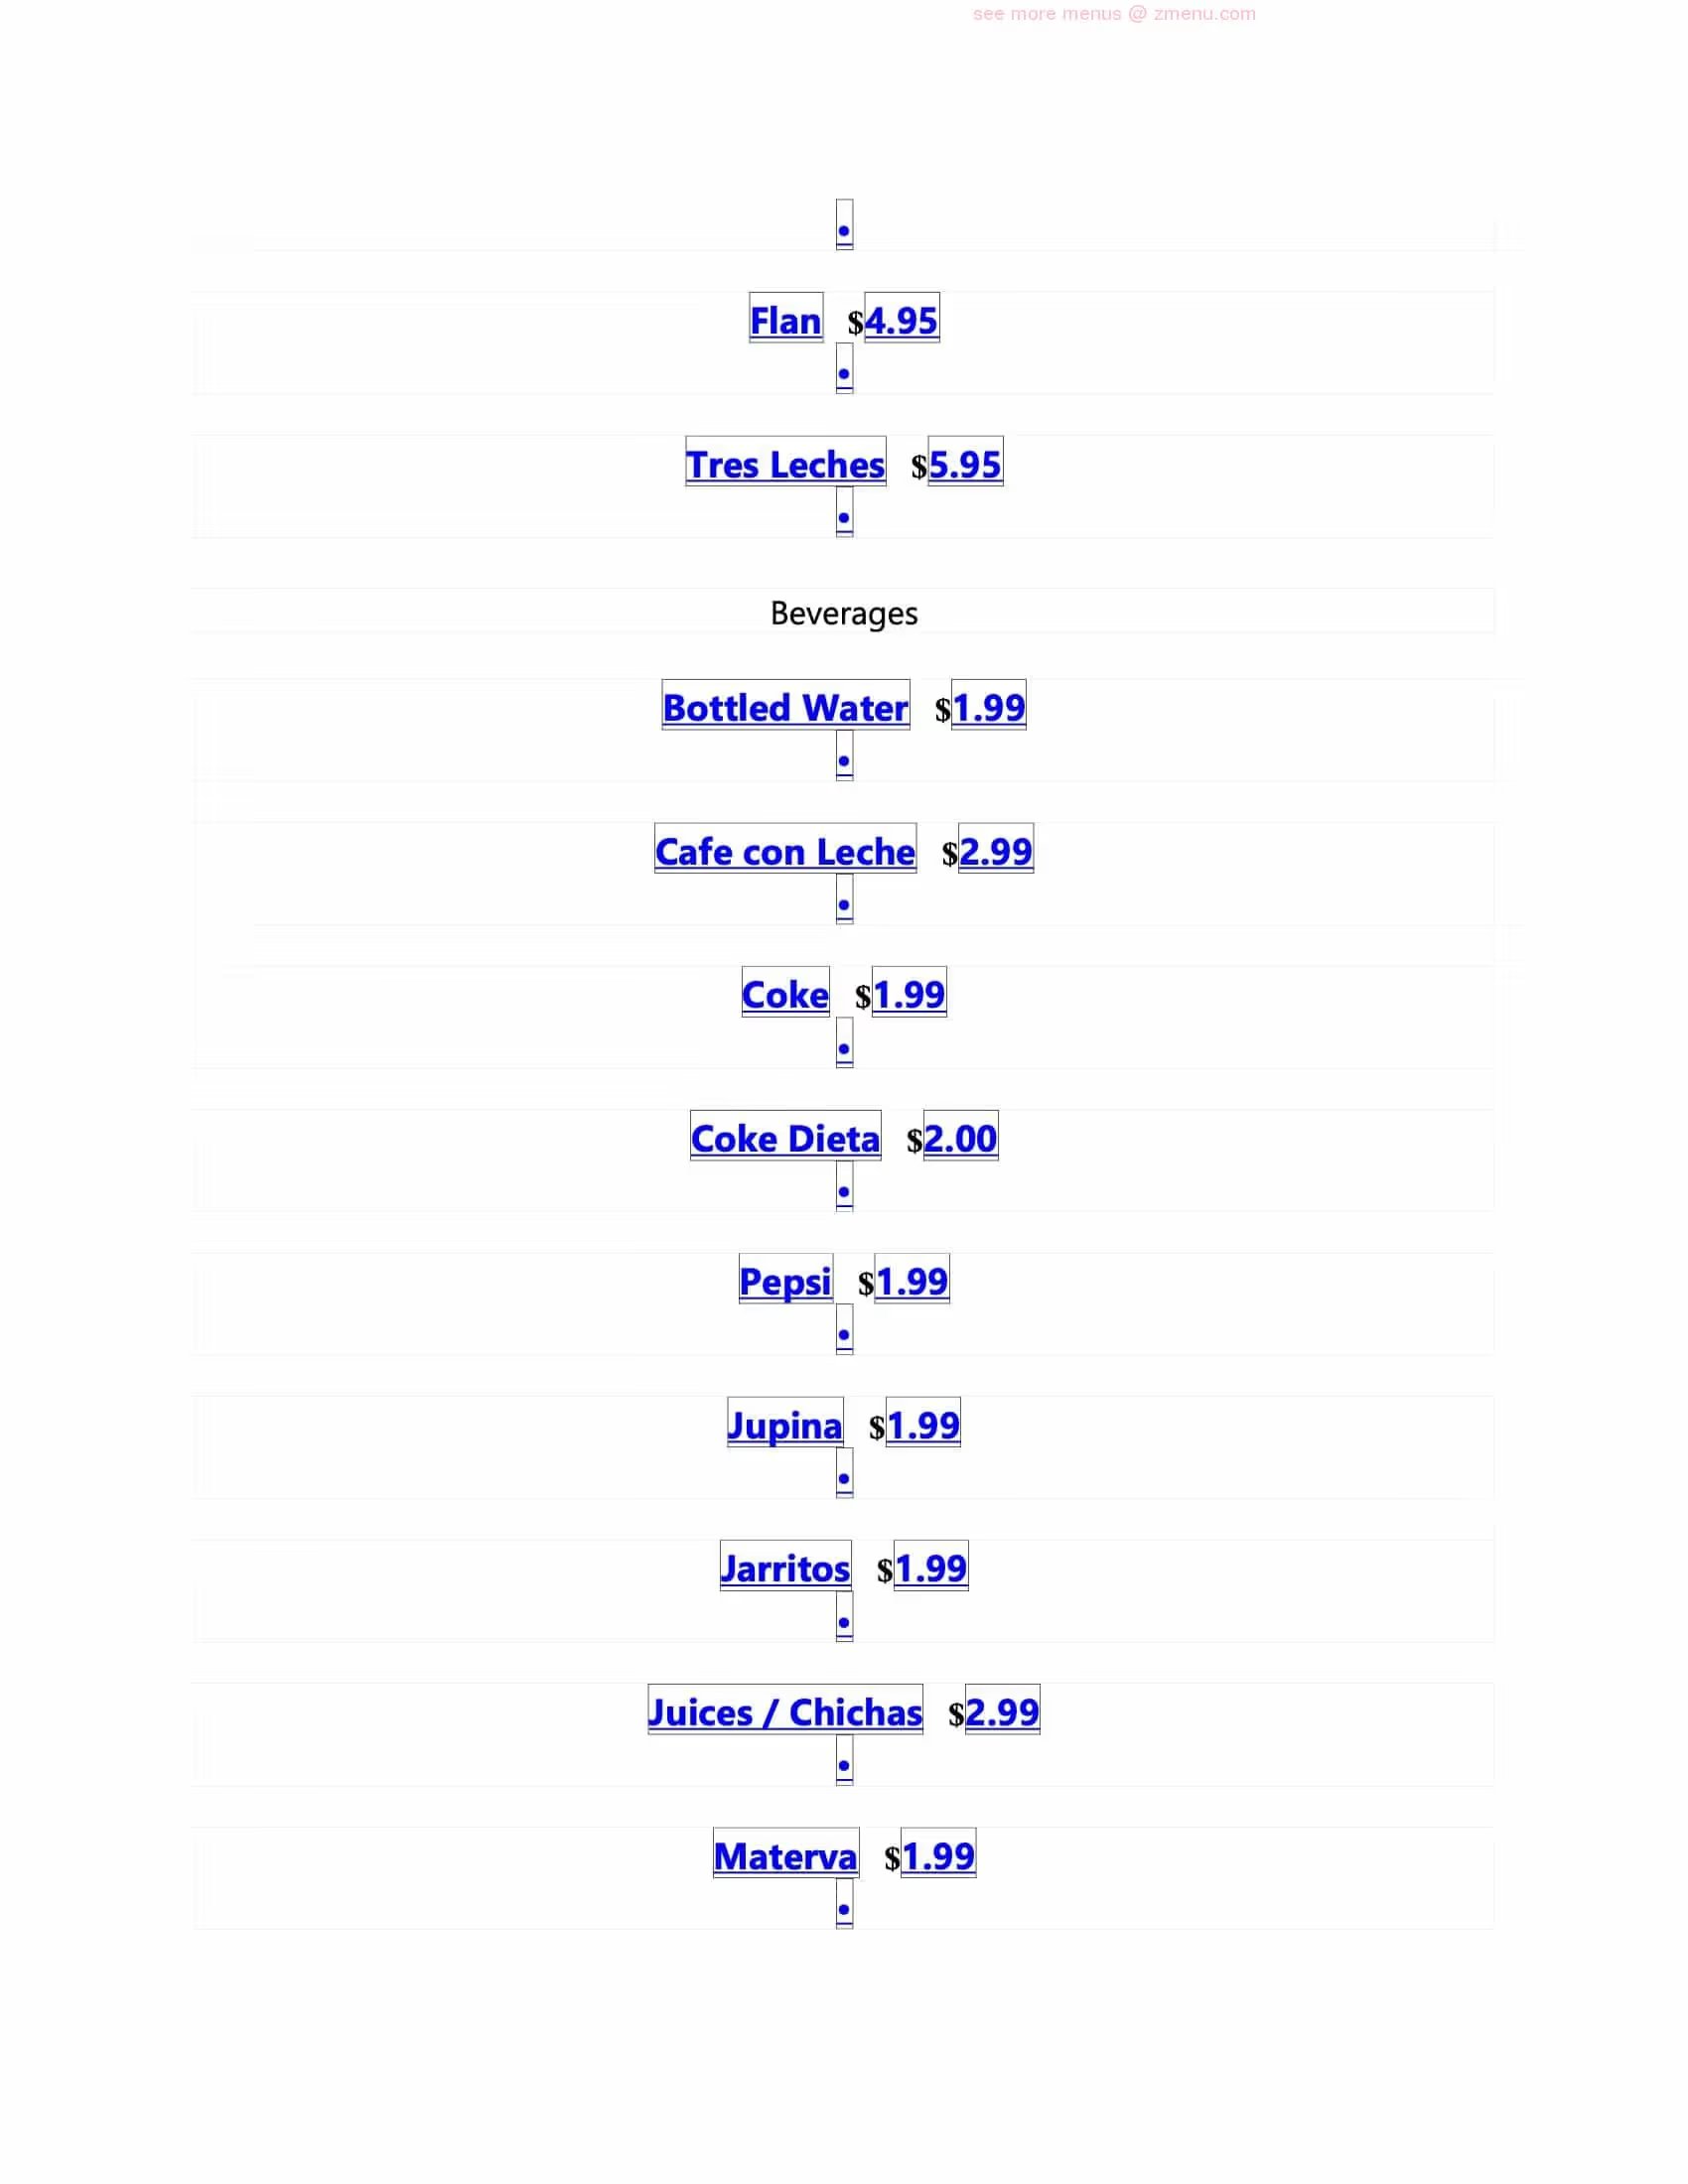 see more menus @ zmenu.com
•
Flan $4.95
•
Tres Leches $5.95
•
Beverages
Bottled Water $1.99
•
Cafe con Leche $2.99
•
Coke $1.99
•
Coke Dieta $2.00
•
Pepsi $1.99
•
Jupina $1.99
•
Jarritos $1.99
•
Juices / Chichas $2.99
•
Materva $1.99
•